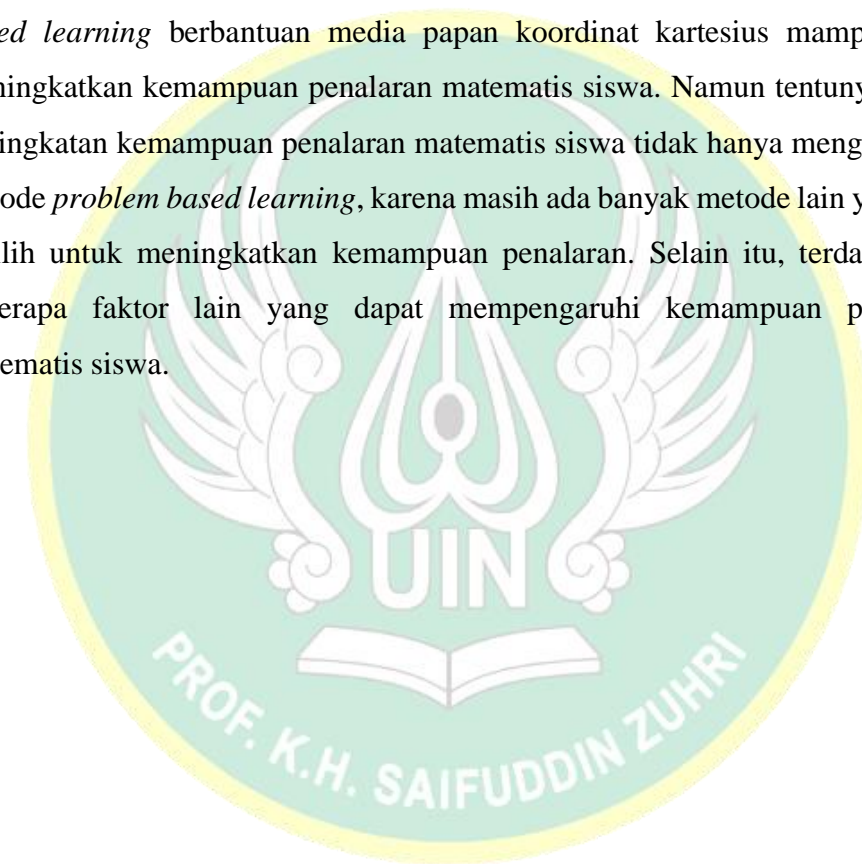 ed learning berbantuan media papan koordinat kartesius mamp
ningkatkan kemampuan penalaran matematis siswa. Namun tentuny
ingkatan kemampuan penalaran matematis siswa tidak hanya meng
ode problem based learning, karena masih ada banyak metode lain y
lih untuk meningkatkan kemampuan penalaran. Selain itu, terda
erapa faktor lain yang dapat mempengaruhi kemampuan p
ematis siswa.
UIN
PROF. K.H. SAIFUDDIN ZUHRI